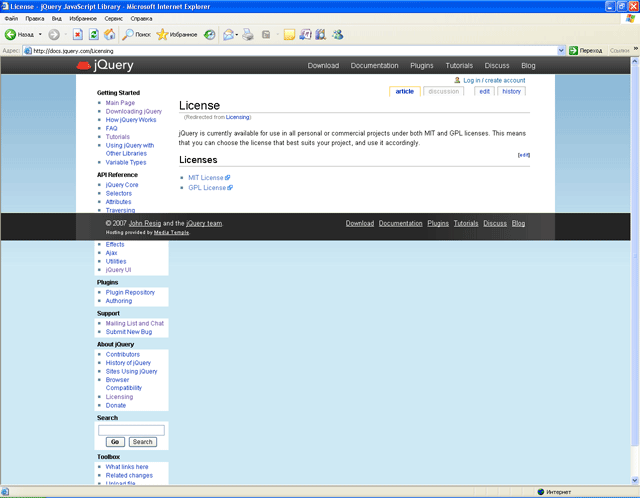 License - jQuery JavaScript Library - Microsoft Internet Explorer
Файл Правка Вид Избранное Сервис Справка
Назад Поиск Избранное
Адрес http://docs.jquery.com/Licensing Переход Ссылки
jQuery Download Documentation Plugins Tutorials Discuss Blog
Log in / create account
article discussion edit history
Getting Started
Main Page
Downloading jQuery
How jQuery Works
FAQ
Tutorials
Using jQuery with
Other Libraries
Variable Types
API Reference
jQuery Core
Selectors
Attributes
Traversing
License
(Redirected from Licensing)
jQuery is currently available for use in all personal or commercial projects under both MIT and GPL licenses. This means
that you can choose the license that best suits your project, and use it accordingly.
Licenses [edit]
MIT License
GPL License
© 2007 John Resig and the jQuery team. Download Documentation Plugins Tutorials Discuss Blog
Hosting provided by Media Temple.
Effects
Ajax
Utilities
jQuery UI
Plugins
Plugin Repository
Authoring
Support
Mailing List and Chat
Submit New Bug
About jQuery
Contributors
History of jQuery
Sites Using jQuery
Browser
Compatibility
Licensing
Donate
Search
Go Search
Toolbox
What links here
Related changes
Upload file
Интернет